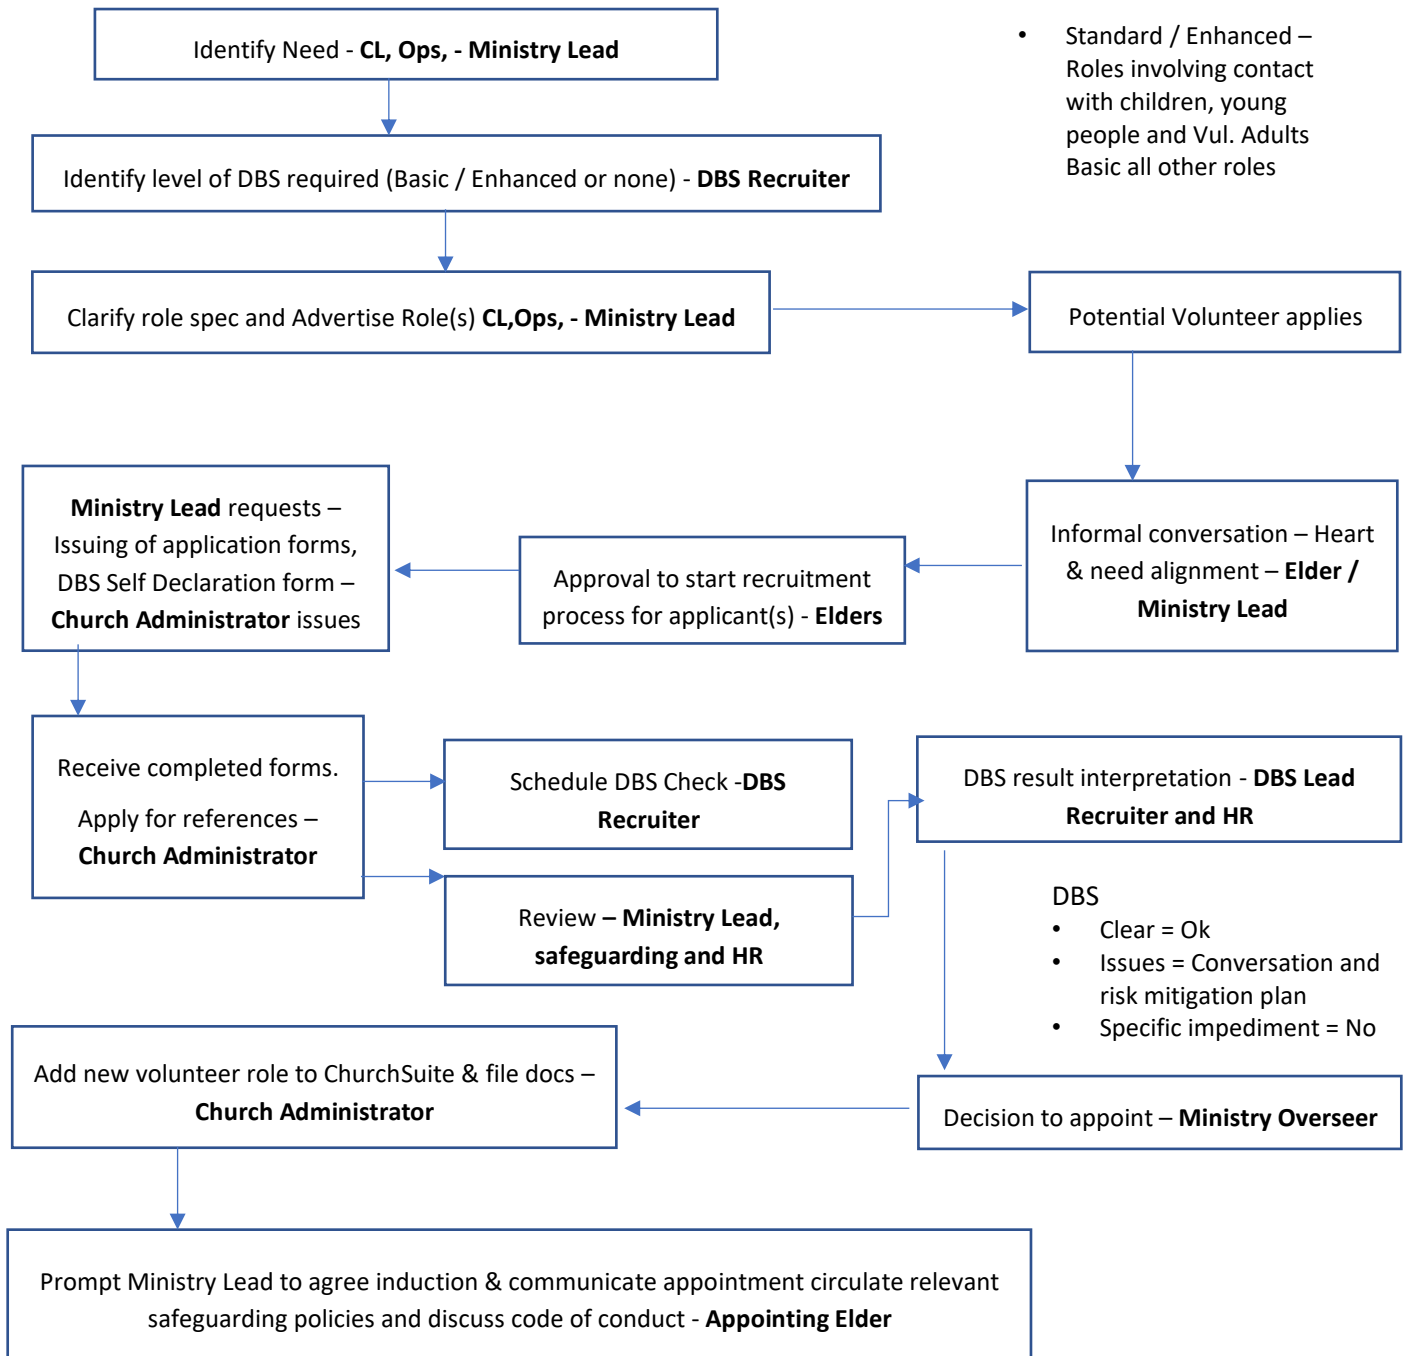 Identify Need - CL, Ops, - Ministry Lead
• Standard / Enhanced –
Roles involving contact
with children, young
people and Vul. Adults
Basic all other roles
Identify level of DBS required (Basic / Enhanced or none) - DBS Recruiter
Clarify role spec and Advertise Role(s) CL,Ops, - Ministry Lead
Potential Volunteer applies
Informal conversation – Heart
& need alignment – Elder /
Ministry Lead
Approval to start recruitment
process for applicant(s) - Elders
Ministry Lead requests –
Issuing of application forms,
DBS Self Declaration form –
Church Administrator issues
Receive completed forms.
Apply for references –
Church Administrator
Schedule DBS Check -DBS
Recruiter
Review – Ministry Lead,
safeguarding and HR
DBS result interpretation - DBS Lead
Recruiter and HR
DBS
• Clear = Ok
• Issues = Conversation and
risk mitigation plan
• Specific impediment = No
Decision to appoint – Ministry Overseer
Add new volunteer role to ChurchSuite & file docs –
Church Administrator
Prompt Ministry Lead to agree induction & communicate appointment circulate relevant
safeguarding policies and discuss code of conduct - Appointing Elder